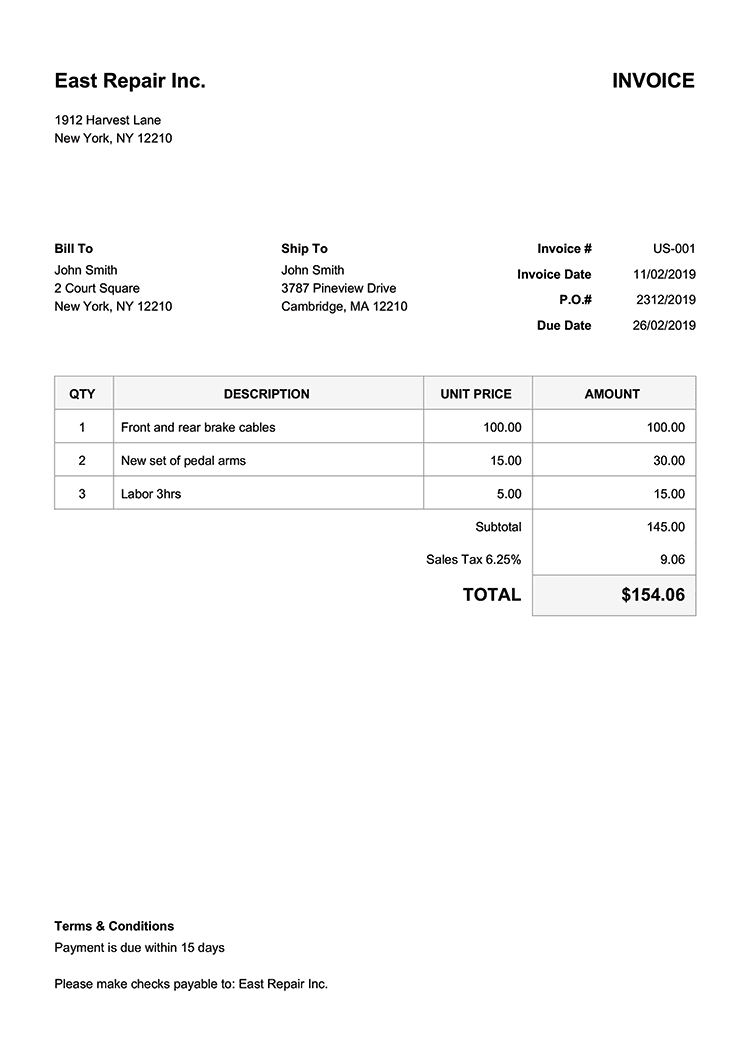 East Repair Inc. INVOICE
1912 Harvest Lane
New York, NY 12210
Bill To Ship To Invoice # US-001
John Smith John Smith Invoice Date 11/02/2019
2 Court Square 3787 Pineview Drive P.O.# 2312/2019
New York, NY 12210 Cambridge, MA 12210 Due Date 26/02/2019
QTY DESCRIPTION UNIT PRICE AMOUNT
1 Front and rear brake cables 100.00 100.00
2 New set of pedal arms 15.00 30.00
3 Labor 3hrs 5.00 15.00
Subtotal 145.00
Sales Tax 6.25% 9.06
TOTAL $154.06
Terms & Conditions
Payment is due within 15 days
Please make checks payable to: East Repair Inc.